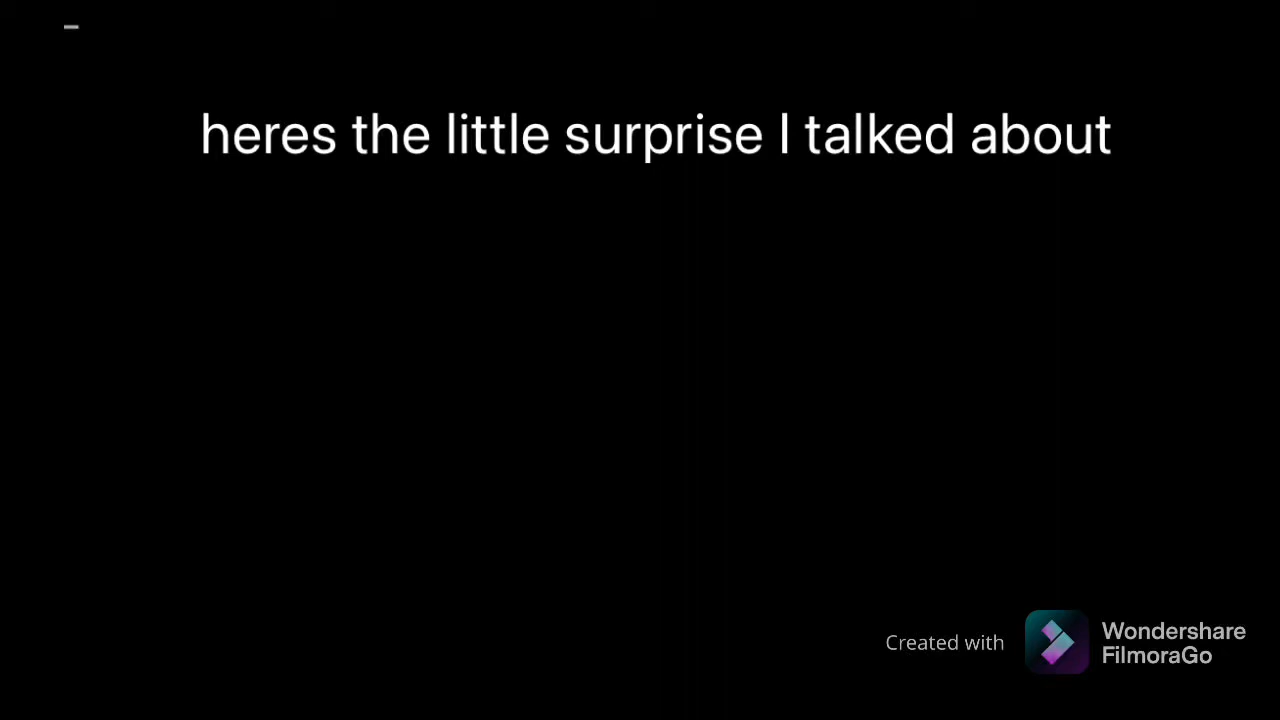 heres the little surprise I talked about
Created with
Wondershare
FilmoraGo